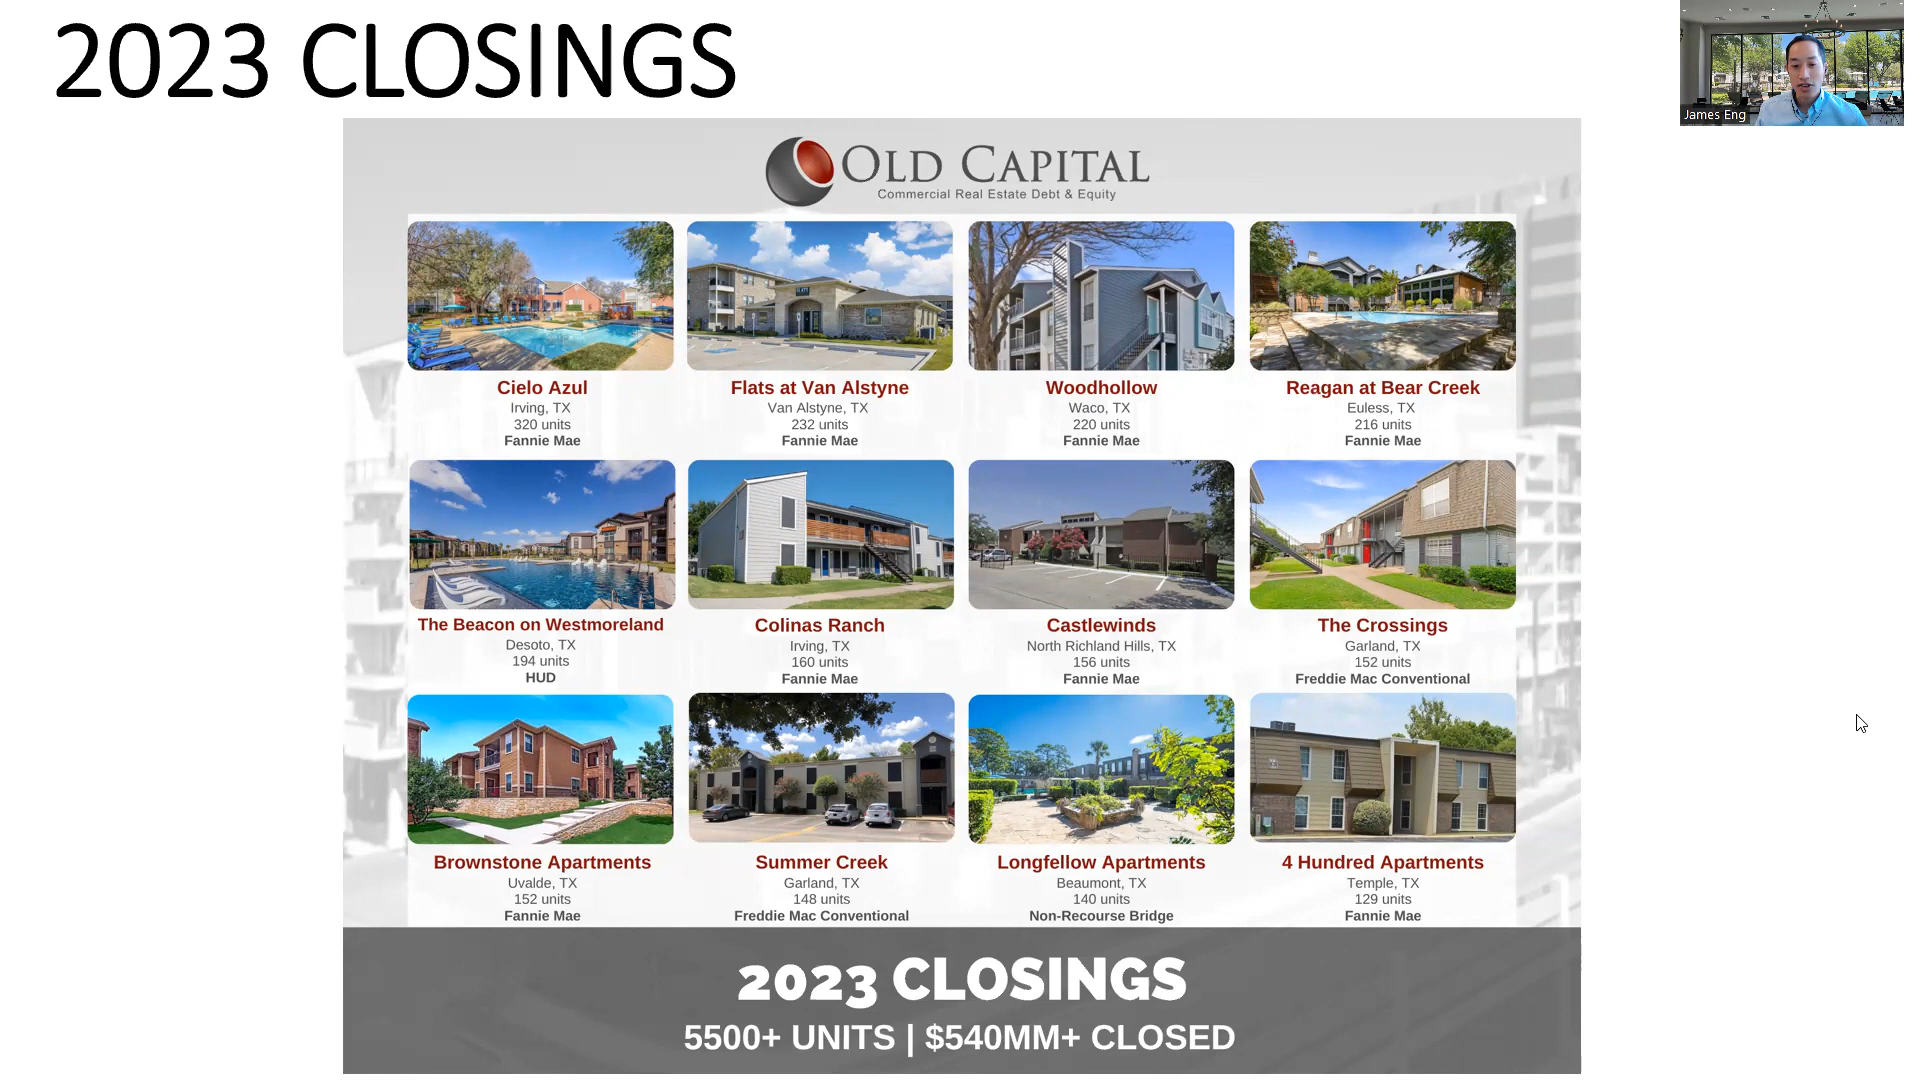 2023 CLOSINGS
James Eng
OLD CAPITAL
Commercial Real Estate Debt & Equity
Cielo Azul
Irving, TX
320 units
Fannie Mae
Flats at Van Alstyne
Van Alstyne, TX
232 units
Fannie Mae
Woodhollow
Waco, TX
220 units
Fannie Mae
Reagan at Bear Creek
Euless, TX
216 units
Fannie Mae
The Beacon on Westmoreland
Desoto, TX
194 units
HUD
Colinas Ranch
Irving, TX
160 units
Fannie Mae
Castlewinds
North Richland Hills, TX
156 units
Fannie Mae
The Crossings
Garland, TX
152 units
Freddie Mac Conventional
Brownstone Apartments
Uvalde, TX
152 units
Fannie Mae
Summer Creek
Garland, TX
148 units
Freddie Mac Conventional
Longfellow Apartments
Beaumont, TX
140 units
Non-Recourse Bridge
4 Hundred Apartments
Temple, TX
129 units
Fannie Mae
2023 CLOSINGS
5500+ UNITS | $540MM+ CLOSED